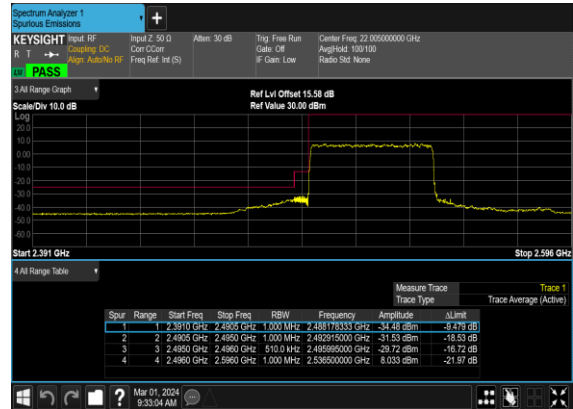 Spectrum Analyzer 1
Spurious Emissions
KEYSIGHT Input: RF Input Z: 50 Ω Atten: 30 dB Trig: Free Run Center Freq: 22.005000000 GHz
R T Coupling: DC Corr CCorr Gate: Off Avg|Hold: 100/100
Align: Auto/No RF Freq Ref: Int (S) IF Gain: Low Radio Std: None
LW PASS
3 All Range Graph
Ref Lvl Offset 15.58 dB
Scale/Div 10.0 dB Ref Value 30.00 dBm
Log
20.0
10.0
0.00
-10.0
-20.0
-30.0
-40.0
-50.0
-60.0
Start 2.391 GHz Stop 2.596 GHz
4 All Range Table
Measure Trace Trace 1
Trace Type Trace Average (Active)
Spur Range Start Freq Stop Freq RBW Frequency Amplitude ΔLimit
1 1 2.3910 GHz 2.4905 GHz 1.000 MHz 2.488178333 GHz -34.48 dBm -9.479 dB
2 2 2.4905 GHz 2.4950 GHz 1.000 MHz 2.492915000 GHz -31.53 dBm -18.53 dB
3 3 2.4950 GHz 2.4960 GHz 510.0 kHz 2.495995000 GHz -29.72 dBm -16.72 dB
4 4 2.4960 GHz 2.5960 GHz 1.000 MHz 2.536500000 GHz 8.033 dBm -21.97 dB
? Mar 01, 2024
9:33:04 AM